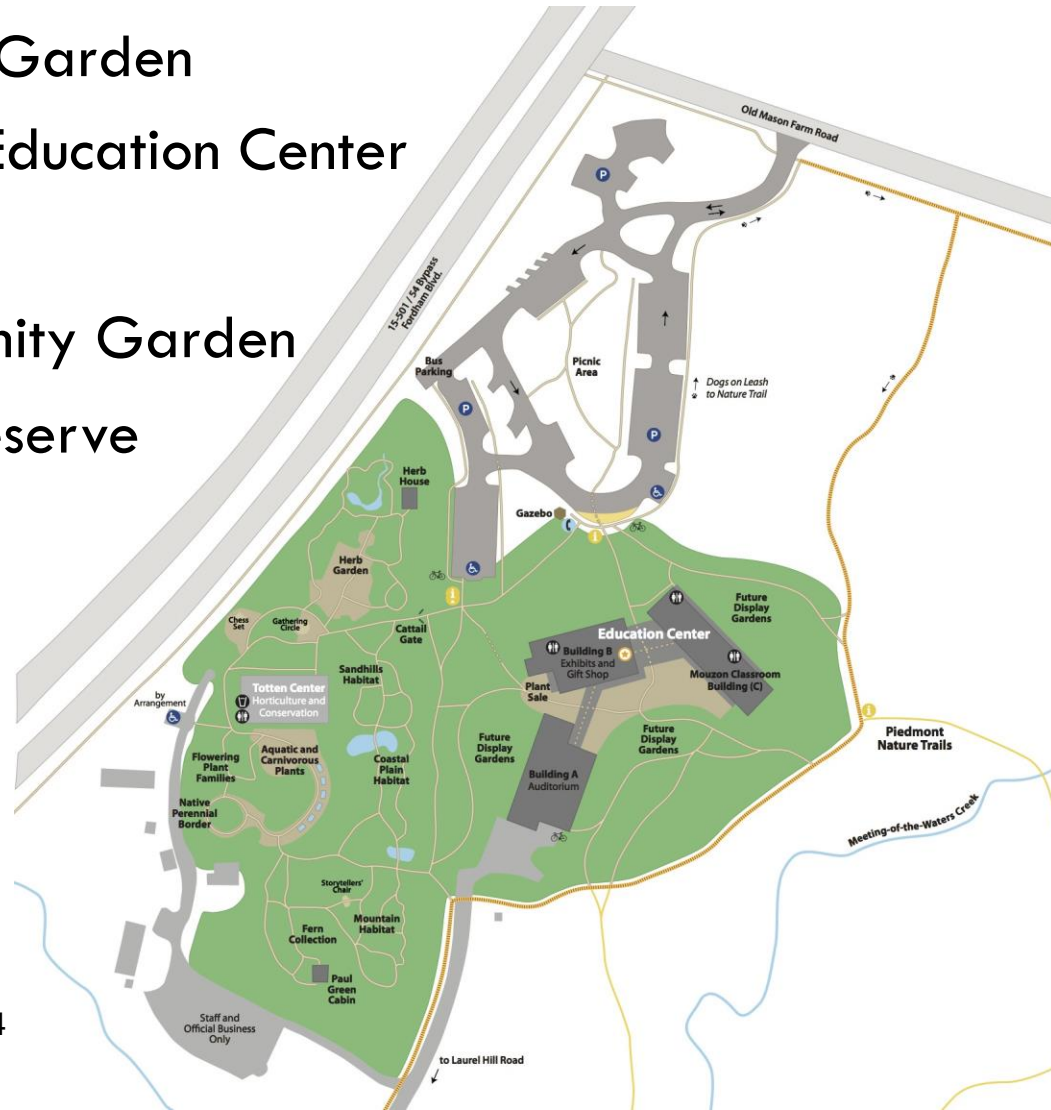 Garden
Education Center
nity Garden
serve
4
Old Mason Farm Road
P
15-501 / 54 Bypass
Fordham Blvd.
Bus
Parking
Picnic
Area
Dogs on Leash
to Nature Trail
P
P
Herb
House
Gazebo
Herb
Garden
Chess
Set
Gathering
Circle
Cattail
Gate
Future
Display
Gardens
Education Center
Building B
Exhibits and
Gift Shop
Mouzon Classroom
Building (C)
Sandhills
Habitat
Plant
Sale
by
Arrangement
Totten Center
Horticulture and
Conservation
Future
Display
Gardens
Future
Display
Gardens
Piedmont
Nature Trails
Flowering
Plant
Families
Aquatic and
Carnivorous
Plants
Coastal
Plain
Habitat
Building A
Auditorium
Native
Perennial
Border
Meeting-of-the-Waters Creek
Storytellers'
Chair
Mountain
Habitat
Fern
Collection
Paul
Green
Cabin
Staff and
Official Business
Only
to Laurel Hill Road